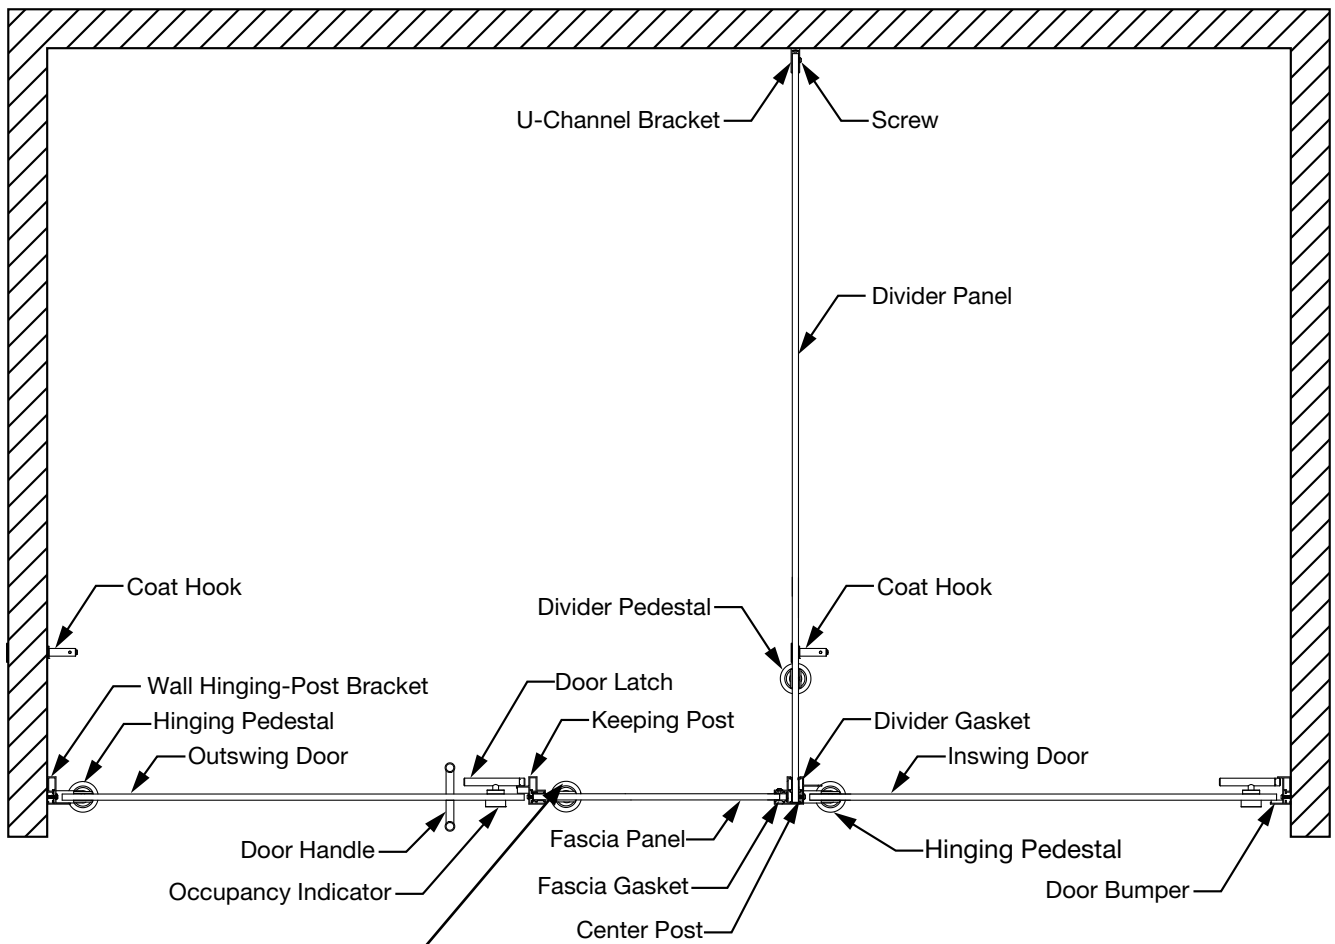 U-Channel Bracket
Screw
Divider Panel
Coat Hook
Divider Pedestal
Coat Hook
Wall Hinging-Post Bracket
Door Latch
Hinging Pedestal
Keeping Post
Divider Gasket
Outswing Door
Inswing Door
Door Handle
Fascia Panel
Hinging Pedestal
Occupancy Indicator
Fascia Gasket
Door Bumper
Center Post